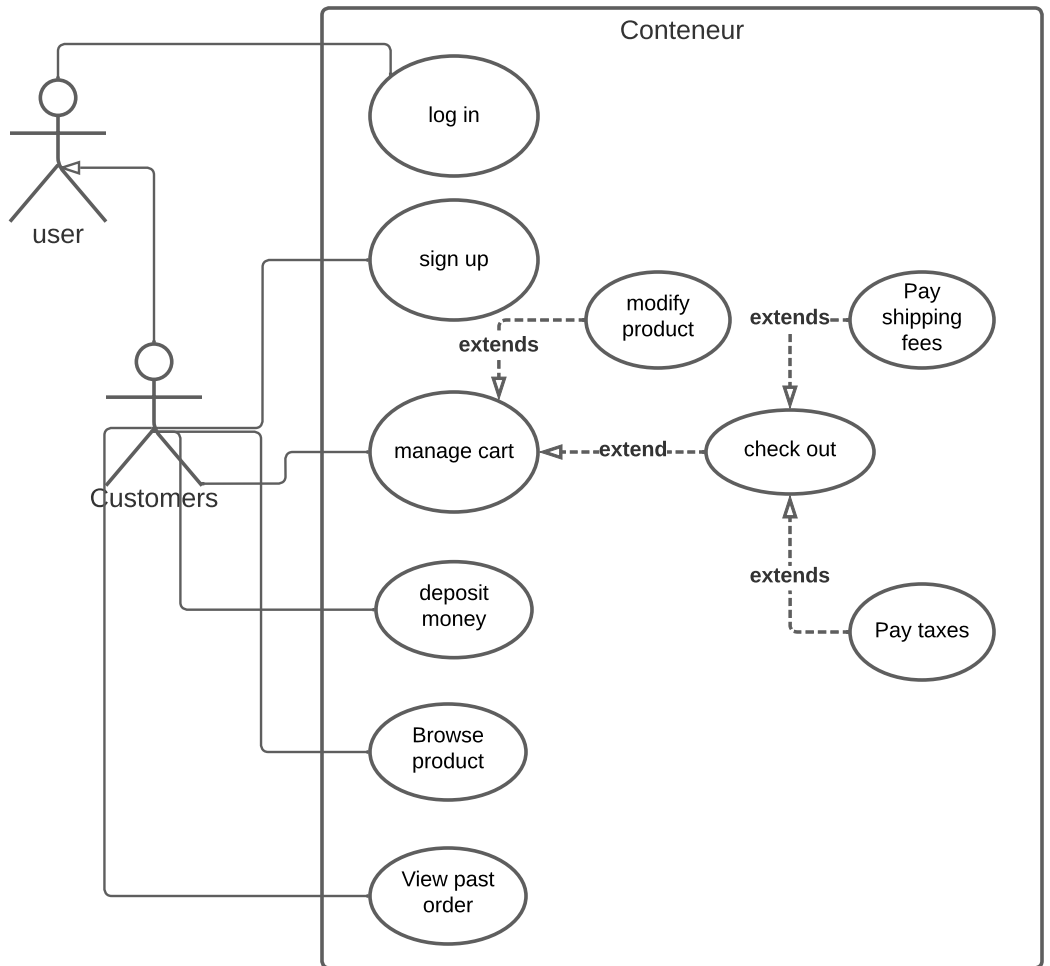 Conteneur
log in
user
sign up
modify
product
extends
Pay
shipping
fees
extends
manage cart
extend
check out
Customers
extends
deposit
money
Pay taxes
Browse
product
View past
order